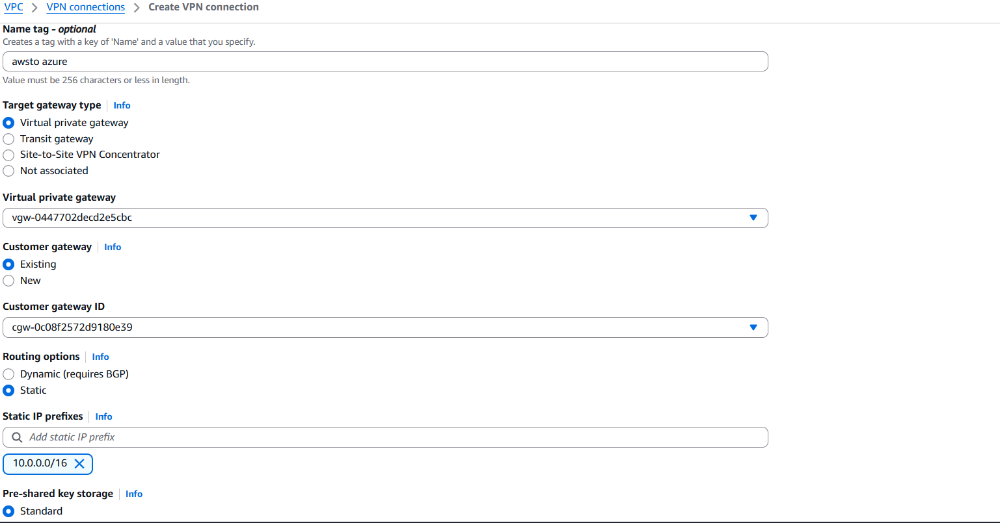 VPC > VPN connections > Create VPN connection
Name tag - optional
Creates a tag with a key of 'Name' and a value that you specify.
awsto azure
Value must be 256 characters or less in length.
Target gateway type | Info
Virtual private gateway
Transit gateway
Site-to-Site VPN Concentrator
Not associated
Virtual private gateway
vgw-0447702decd2e5cbc
Customer gateway | Info
Existing
New
Customer gateway ID
cgw-0c08f2572d9180e39
Routing options | Info
Dynamic (requires BGP)
Static
Static IP prefixes | Info
Add static IP prefix
10.0.0.0/16
Pre-shared key storage | Info
Standard